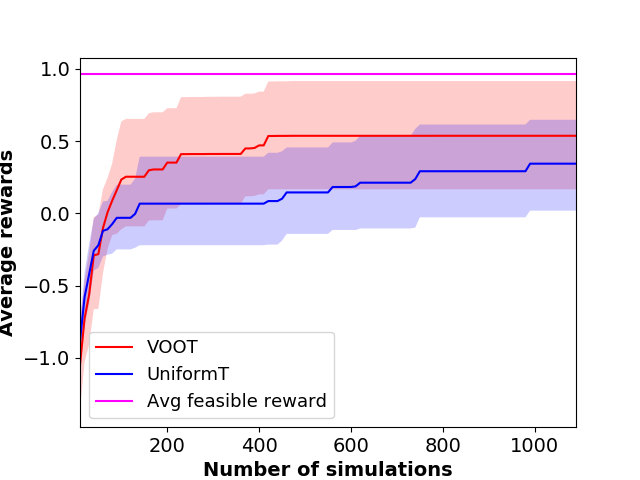 1.0
0.5
0.0
−0.5
−1.0
Average rewards
VOOT
UniformT
Avg feasible reward
200 400 600 800 1000
Number of simulations